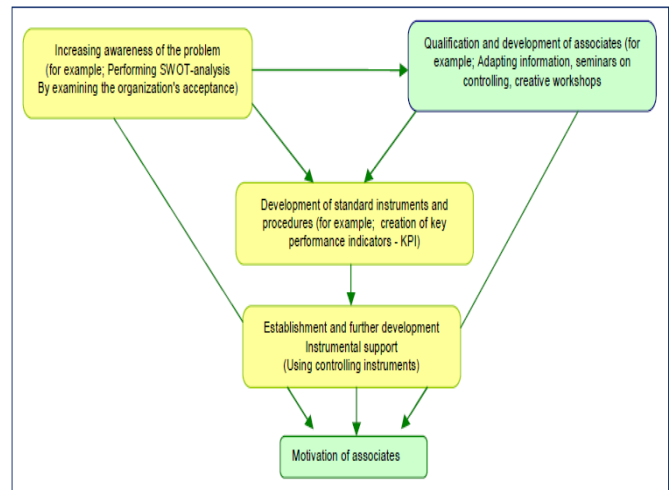 Increasing awareness of the problem
(for example; Performing SWOT-analysis
By examining the organization's acceptance)
Qualification and development of associates (for
example; Adapting information, seminars on
controlling, creative workshops
Development of standard instruments and
procedures (for example; creation of key
performance indicators - KPI)
Establishment and further development
Instrumental support
(Using controlling instruments)
Motivation of associates